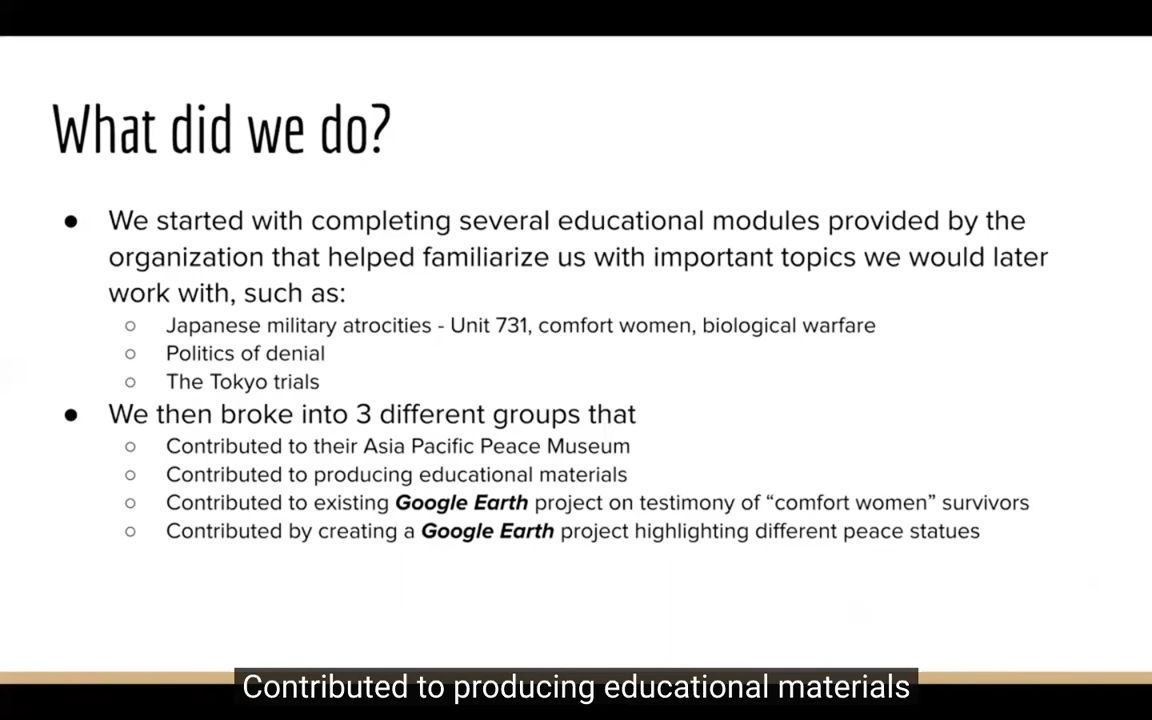 What did we do?
● We started with completing several educational modules provided by the
organization that helped familiarize us with important topics we would later
work with, such as:
○ Japanese military atrocities - Unit 731, comfort women, biological warfare
○ Politics of denial
○ The Tokyo trials
● We then broke into 3 different groups that
○ Contributed to their Asia Pacific Peace Museum
○ Contributed to producing educational materials
○ Contributed to existing Google Earth project on testimony of “comfort women” survivors
○ Contributed by creating a Google Earth project highlighting different peace statues
Contributed to producing educational materials